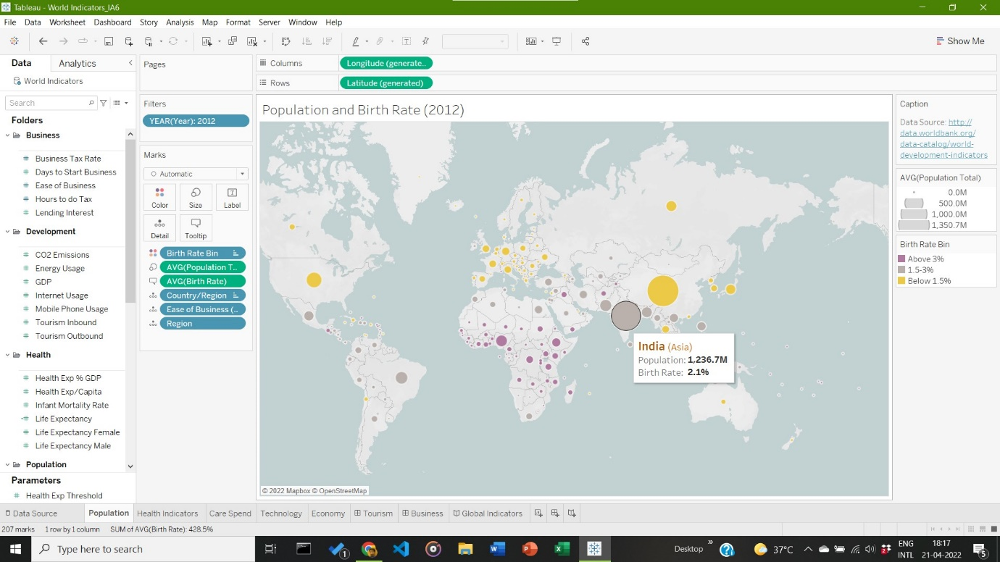 Tableau - World Indicators_IA6
File Data Worksheet Dashboard Story Analysis Map Format Server Window Help
Show Me
Data Analytics
World Indicators
Search
Folders
Business
Business Tax Rate
Days to Start Business
Ease of Business
Hours to do Tax
Lending Interest
Development
CO2 Emissions
Energy Usage
GDP
Internet Usage
Mobile Phone Usage
Tourism Inbound
Tourism Outbound
Health
Health Exp % GDP
Health Exp/Capita
Infant Mortality Rate
Life Expectancy
Life Expectancy Female
Life Expectancy Male
Population
Parameters
Health Exp Threshold
Pages
Filters
YEAR(Year): 2012
Marks
Automatic
Color Size Label
Detail Tooltip
Birth Rate Bin
AVG(Population T..
AVG(Birth Rate)
Country/Region
Ease of Business (..
Region
Columns Longitude (generate..
Rows Latitude (generated)
Population and Birth Rate (2012)
India (Asia)
Population: 1,236.7M
Birth Rate: 2.1%
© 2022 Mapbox © OpenStreetMap
Caption
Data Source: http://
data.worldbank.org/
data-catalog/world-
development-indicators
AVG(Population Total)
0.0M
500.0M
1,000.0M
1,350.7M
Birth Rate Bin
Above 3%
1.5-3%
Below 1.5%
Data Source Population Health Indicators Care Spend Technology Economy Tourism Business Global Indicators
207 marks 1 row by 1 column SUM of AVG(Birth Rate): 428.5%
Type here to search
1
Desktop
37°C
ENG
INTL
18:17
21-04-2022
5